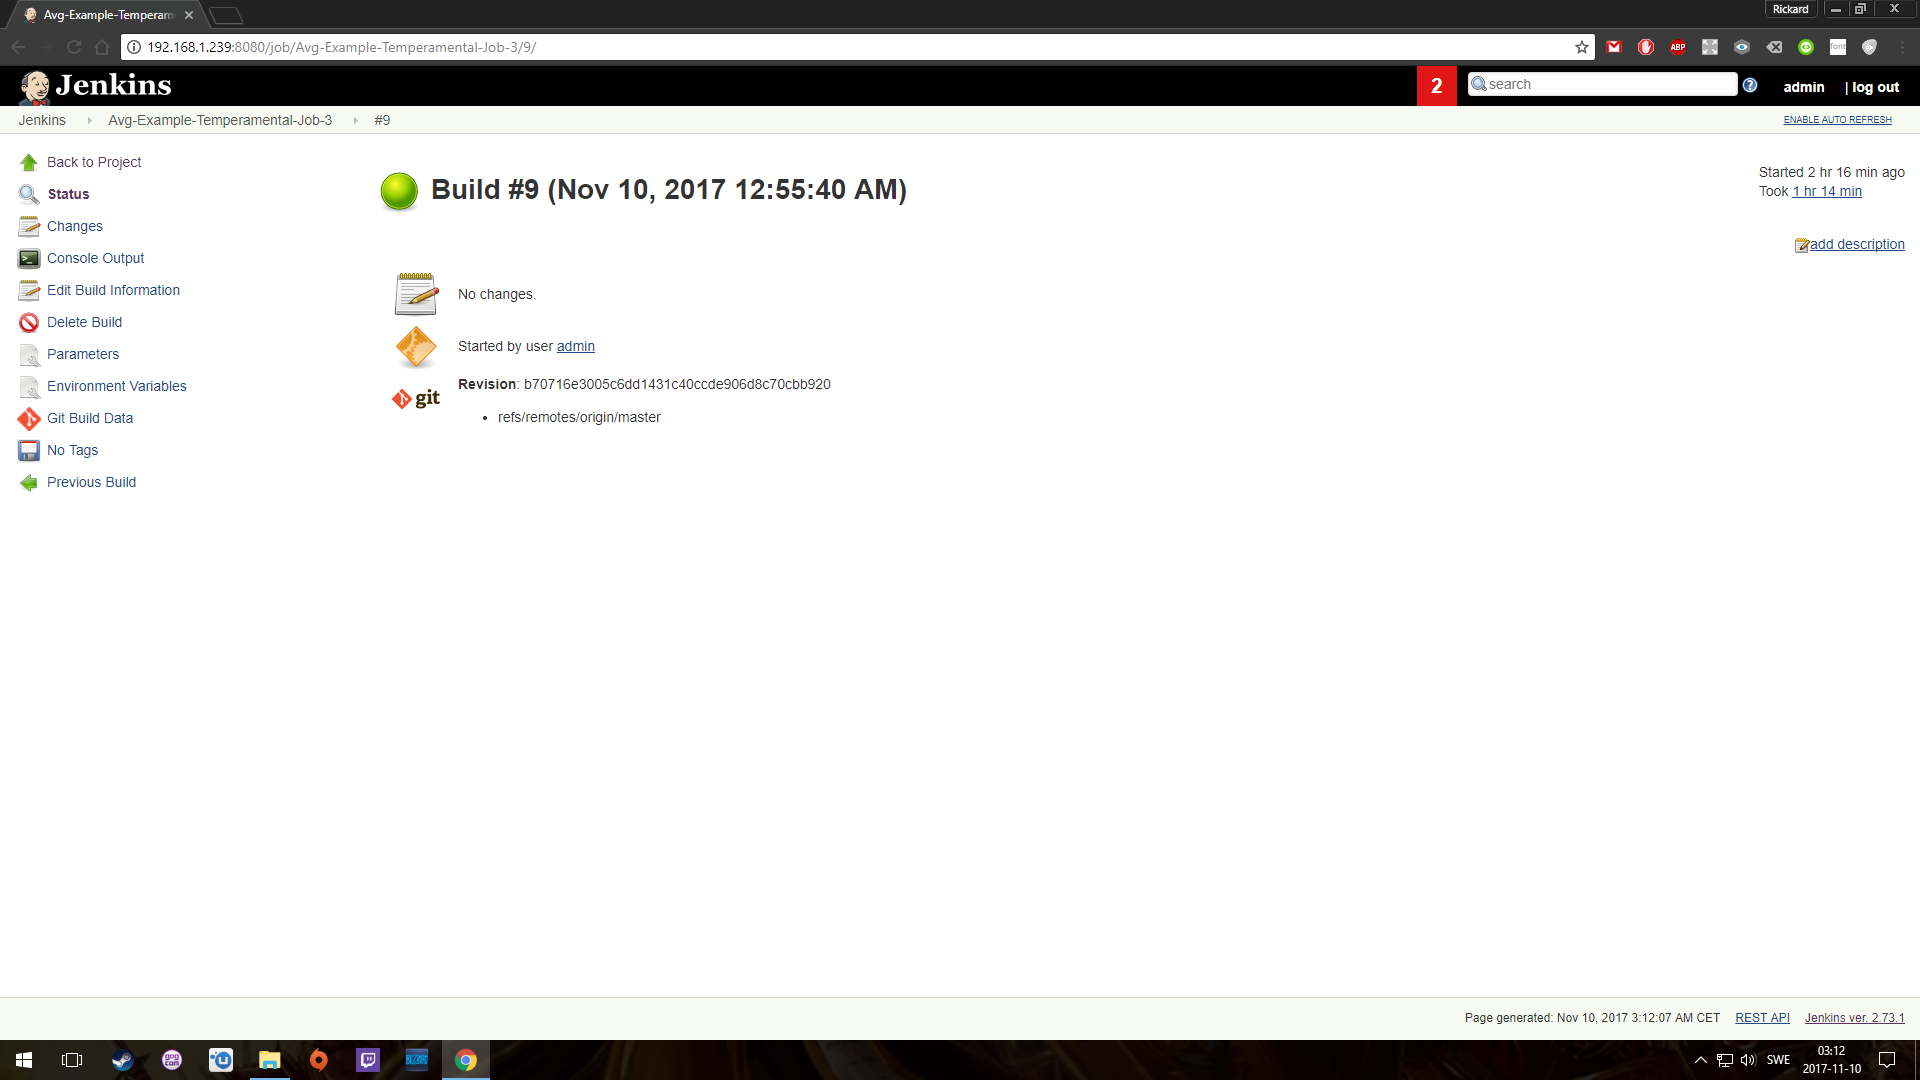 Avg-Example-Temperam
Rickard
192.168.1.239:8080/job/Avg-Example-Temperamental-Job-3/9/
ABP
font
Jenkins
2
search
admin
| log out
Jenkins
Avg-Example-Temperamental-Job-3
#9
ENABLE AUTO REFRESH
Back to Project
Status
Changes
Console Output
Edit Build Information
Delete Build
Parameters
Environment Variables
Git Build Data
No Tags
Previous Build
Build #9 (Nov 10, 2017 12:55:40 AM)
Started 2 hr 16 min ago
Took 1 hr 14 min
add description
No changes.
Started by user admin
git
Revision: b70716e3005c6dd1431c40ccde906d8c70cbb920
refs/remotes/origin/master
Page generated: Nov 10, 2017 3:12:07 AM CET
REST API
Jenkins ver. 2.73.1
gog
com
SWE
03:12
2017-11-10